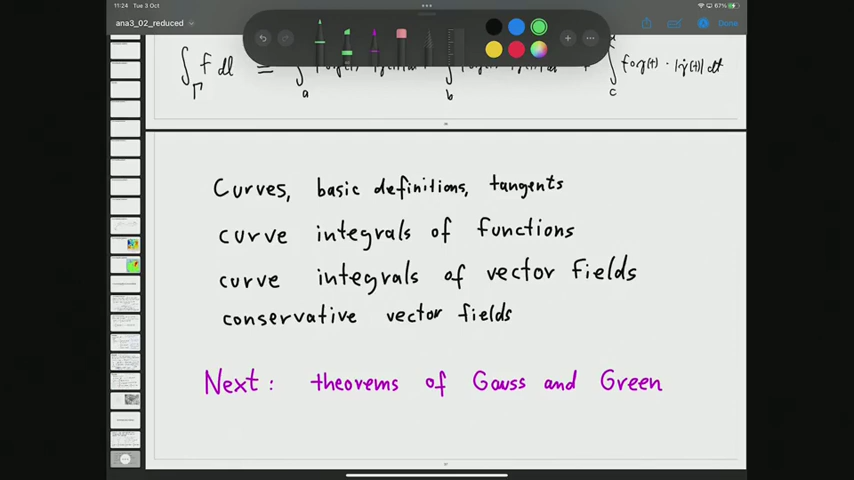 11:24 Tue 3 Oct 67%
ana3_02_reduced Done
∫ f dl =
Γ a b c
Curves, basic definitions, tangents
curve integrals of functions
curve integrals of vector fields
conservative vector fields
Next: theorems of Gauss and Green